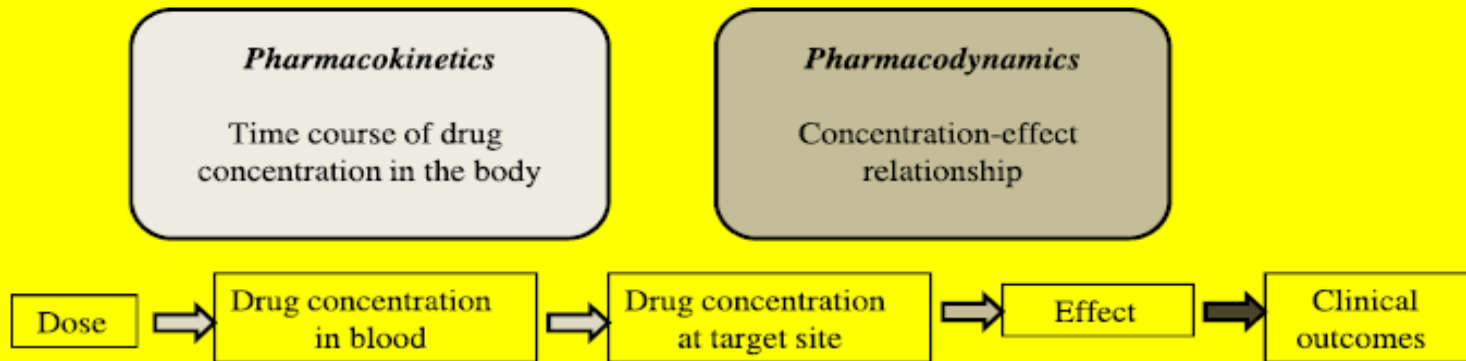 Pharmacokinetics
Time course of drug
concentration in the body
Pharmacodynamics
Concentration-effect
relationship
Dose
Drug concentration
in blood
Drug concentration
at target site
Effect
Clinical
outcomes